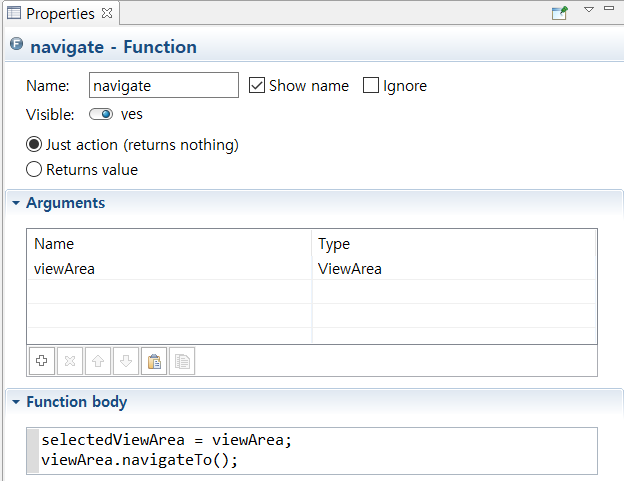 Properties
navigate - Function
Name: navigate Show name Ignore
Visible: yes
Just action (returns nothing)
Returns value
Arguments
Name Type
viewArea ViewArea
Function body
selectedViewArea = viewArea;
viewArea.navigateTo();